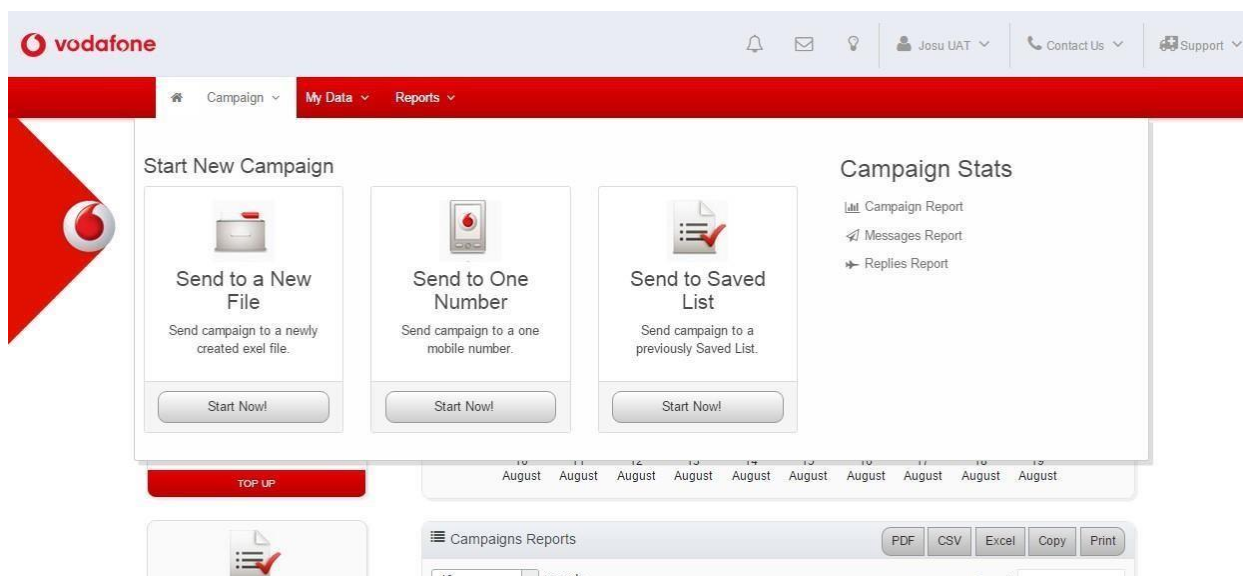 vodafone
Josu UAT
Contact Us
Support
Campaign
My Data
Reports
Start New Campaign
Send to a New
File
Send campaign to a newly
created exel file.
Start Now!
Send to One
Number
Send campaign to a one
mobile number.
Start Now!
Send to Saved
List
Send campaign to a
previously Saved List.
Start Now!
Campaign Stats
Campaign Report
Messages Report
Replies Report
TOP UP
August August August August August August August August August August
Campaigns Reports
PDF CSV Excel Copy Print